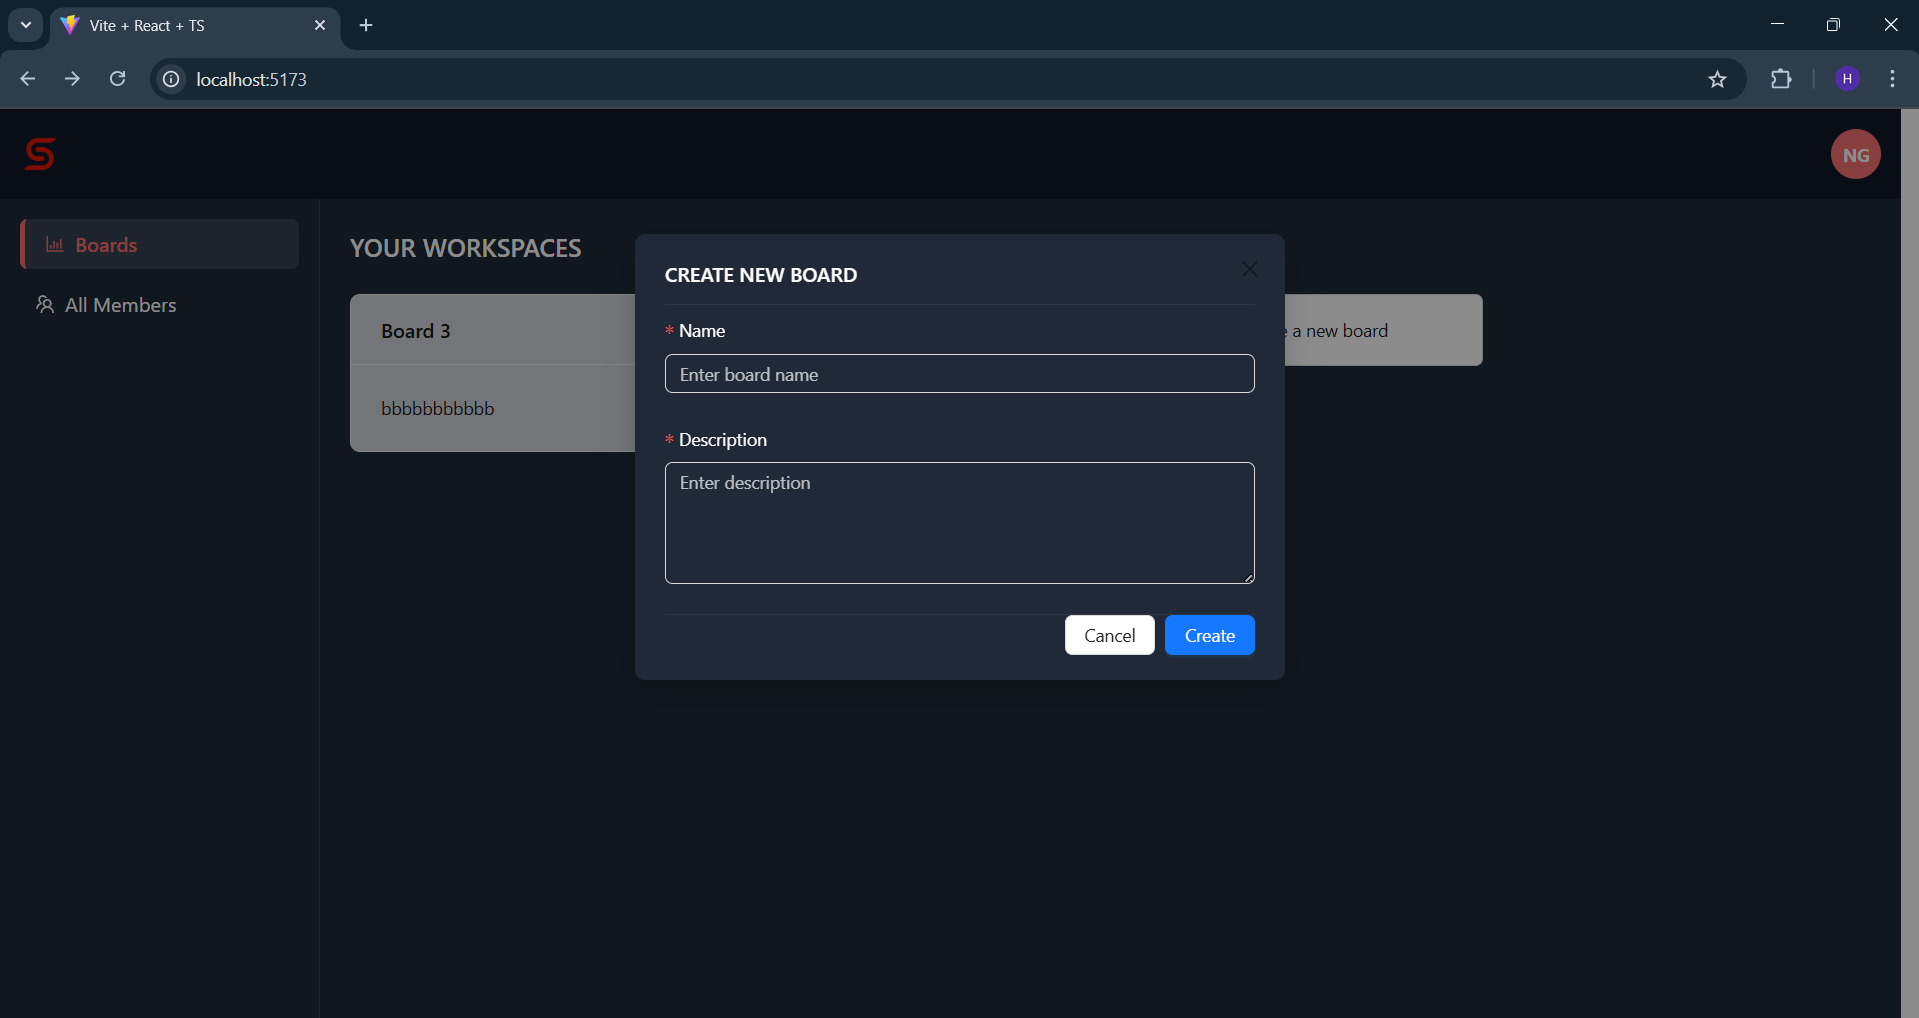 Vite + React + TS
localhost:5173
H
NG
Boards
All Members
YOUR WORKSPACES
Board 3
bbbbbbbbbbb
a new board
CREATE NEW BOARD
* Name
Enter board name
* Description
Enter description
Cancel
Create